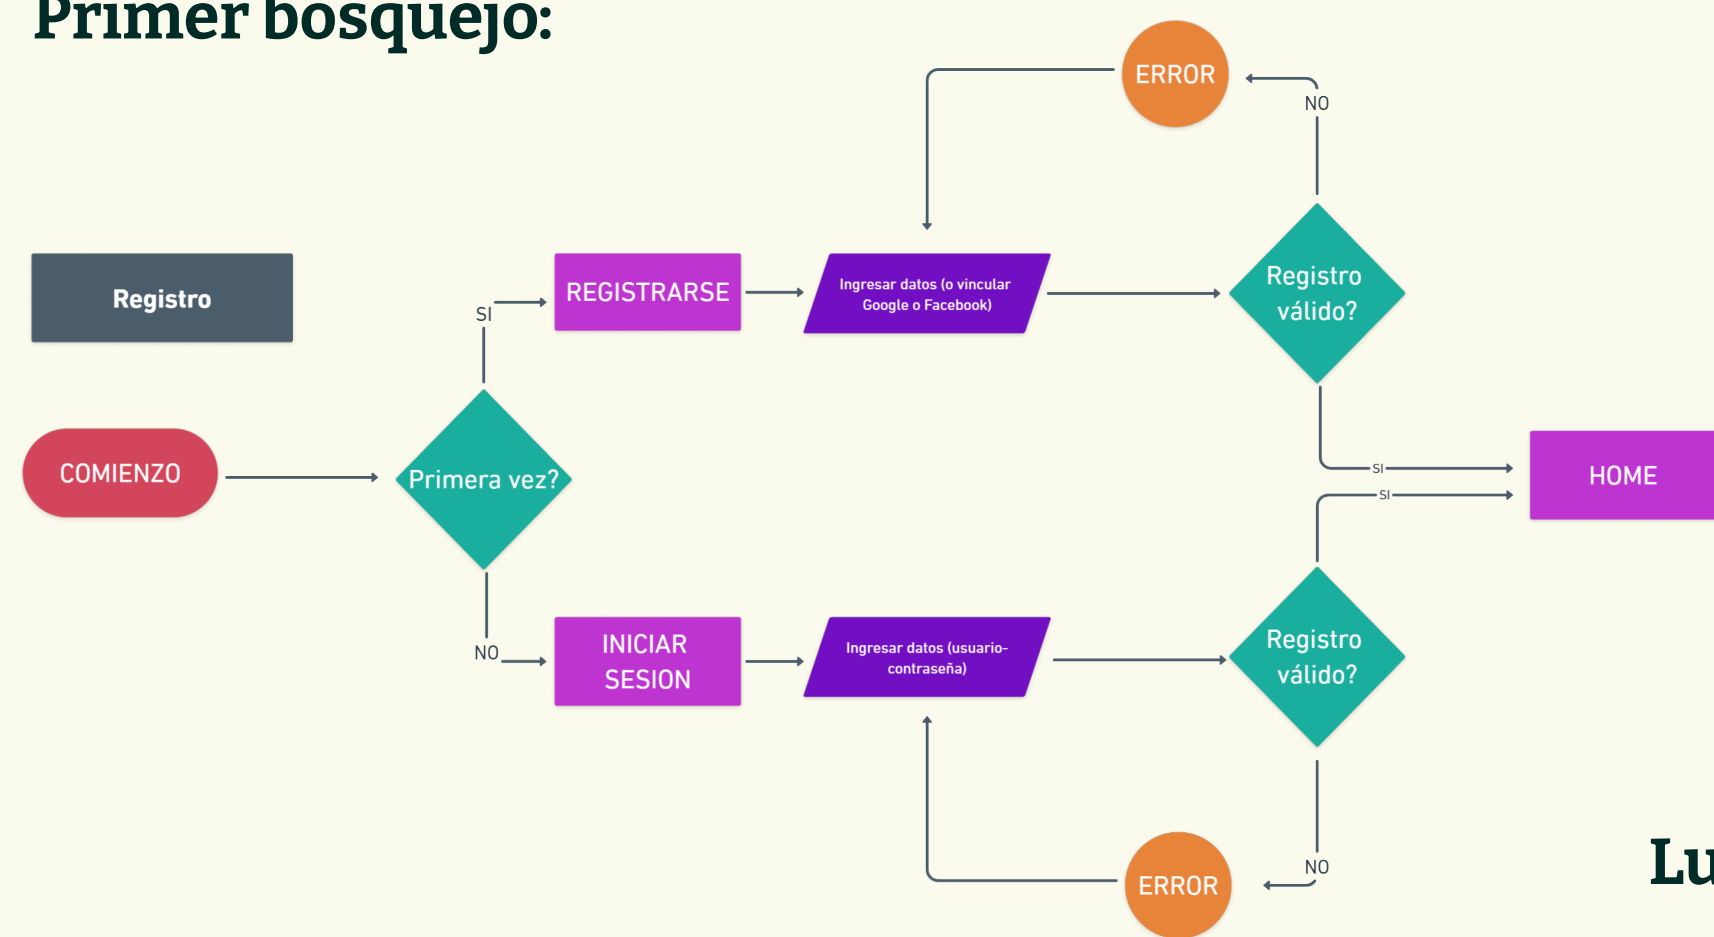 Primer bosquejo:
ERROR
NO
Registro
SI
REGISTRARSE
Ingresar datos (o vincular
Google o Facebook)
Registro
válido?
COMIENZO
Primera vez?
SI
SI
HOME
NO
INICIAR
SESION
Ingresar datos (usuario-
contraseña)
Registro
válido?
NO
ERROR
Lu